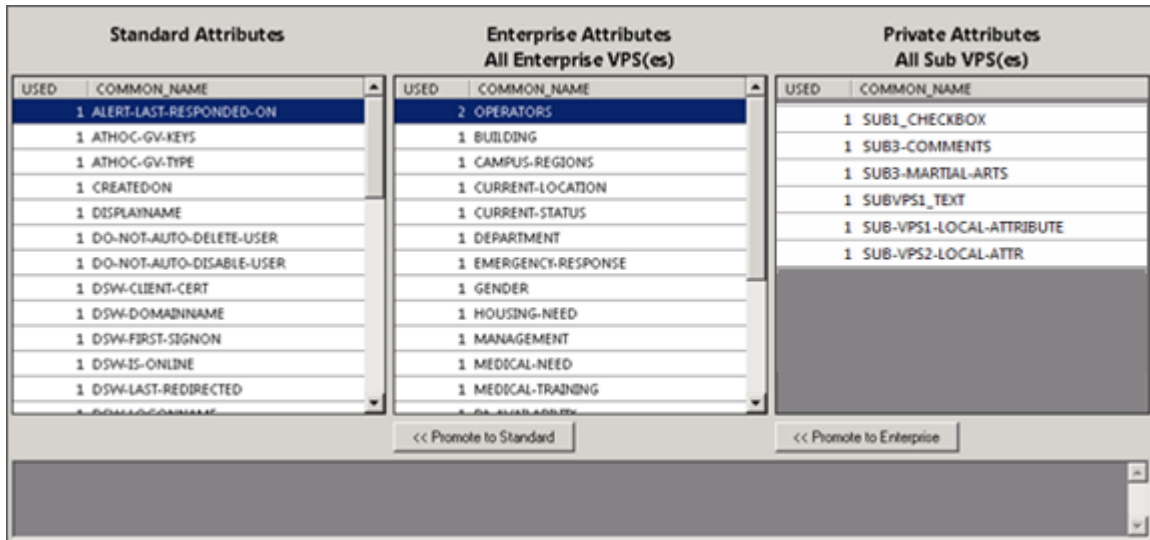 Standard Attributes
USED COMMON_NAME
1 ALERT-LAST-RESPONDED-ON
1 ATHOC-GV-KEYS
1 ATHOC-GV-TYPE
1 CREATEDON
1 DISPLAYNAME
1 DO-NOT-AUTO-DELETE-USER
1 DO-NOT-AUTO-DISABLE-USER
1 DSW-CLIENT-CERT
1 DSW-DOMAINNAME
1 DSW-FIRST-SIGNON
1 DSW-IS-ONLINE
1 DSW-LAST-REDIRECTED
Enterprise Attributes
All Enterprise VPS(es)
USED COMMON_NAME
2 OPERATORS
1 BUILDING
1 CAMPUS-REGIONS
1 CURRENT-LOCATION
1 CURRENT-STATUS
1 DEPARTMENT
1 EMERGENCY-RESPONSE
1 GENDER
1 HOUSING-NEED
1 MANAGEMENT
1 MEDICAL-NEED
1 MEDICAL-TRAINING
<< Promote to Standard
Private Attributes
All Sub VPS(es)
USED COMMON_NAME
1 SUB1_CHECKBOX
1 SUB3-COMMENTS
1 SUB3-MARTIAL-ARTS
1 SUBVPS1_TEXT
1 SUB-VPS1-LOCAL-ATTRIBUTE
1 SUB-VPS2-LOCAL-ATTR
<< Promote to Enterprise